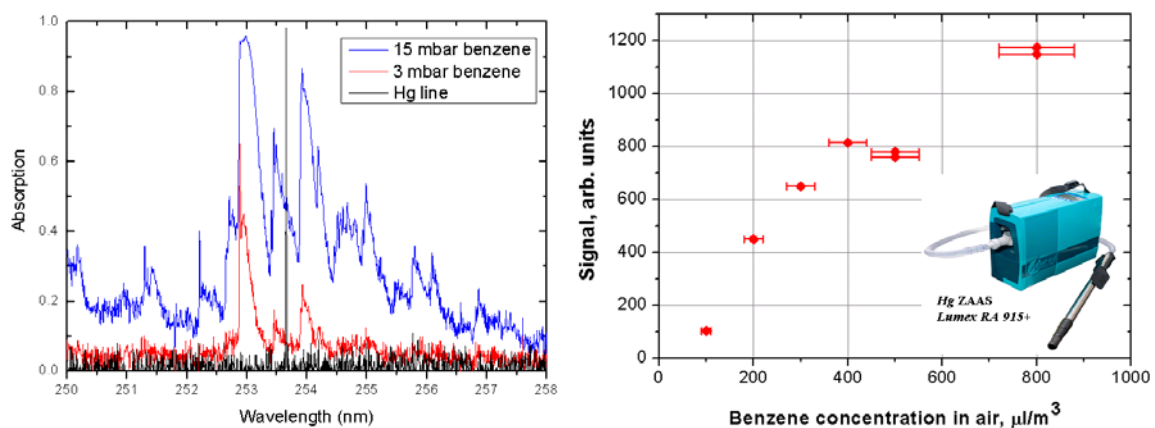 1.0
0.8
0.6
0.4
0.2
0.0
Absorption
250 251 252 253 254 255 256 257 258
Wavelength (nm)
15 mbar benzene
3 mbar benzene
Hg line
1200
1000
800
600
400
200
0
Signal, arb. units
0 200 400 600 800 1000
Benzene concentration in air, µl/m³
Hg ZAAS
Lumex RA 915+